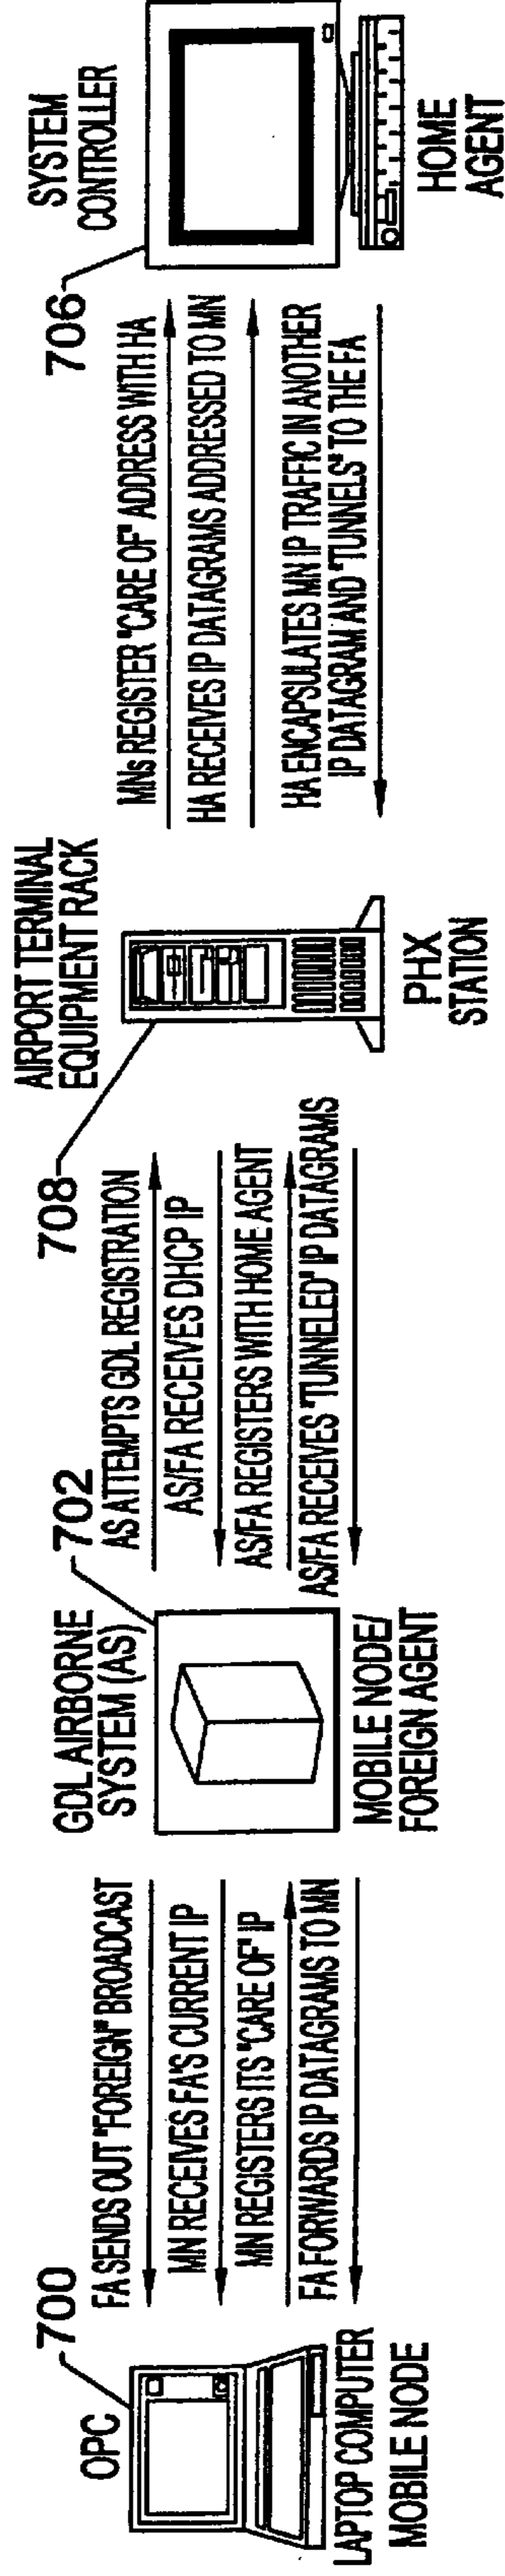 OPC
700
LAPTOP COMPUTER
MOBILE NODE
FA SENDS OUT "FOREIGN" BROADCAST
MN RECEIVES FA'S CURRENT IP
MN REGISTERS ITS "CARE OF" IP
FA FORWARDS IP DATAGRAMS TO MN
GDL AIRBORNE
SYSTEM (AS)
702
MOBILE NODE/
FOREIGN AGENT
AS ATTEMPTS GDL REGISTRATION
AS/FA RECEIVES DHCP IP
AS/FA REGISTERS WITH HOME AGENT
AS/FA RECEIVES "TUNNELED" IP DATAGRAMS
AIRPORT TERMINAL
EQUIPMENT RACK
708
PHX
STATION
MNs REGISTER "CARE OF" ADDRESS WITH HA
HA RECEIVES IP DATAGRAMS ADDRESSED TO MN
HA ENCAPSULATES MN IP TRAFFIC IN ANOTHER
IP DATAGRAM AND "TUNNELS" TO THE FA
SYSTEM
CONTROLLER
706
HOME
AGENT